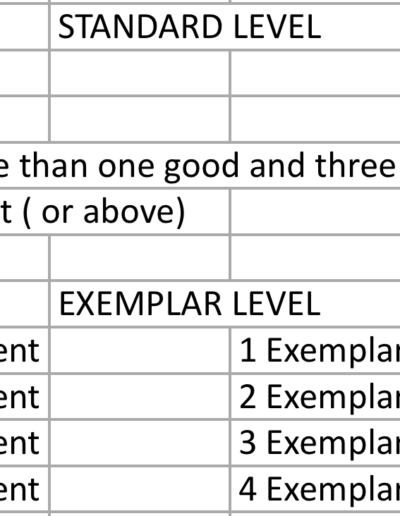 STANDARD LEVEL
e than one good and three
t ( or above)
EXEMPLAR LEVEL
ent 1 Exemplar
ent 2 Exemplar
ent 3 Exemplar
ent 4 Exemplar